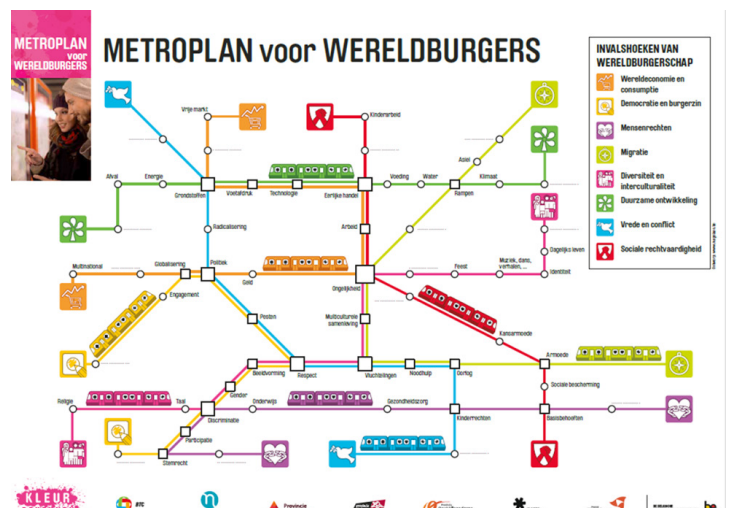 METROPLAN
voor
WERELDBURGERS
METROPLAN voor WERELDBURGERS
INVALSHOEKEN VAN
WERELDBURGERSCHAP
Wereldeconomie en
consumptie
Democratie en burgerzin
Mensenrechten
Migratie
Diversiteit en
interculturaliteit
Duurzame ontwikkeling
Vrede en conflict
Sociale rechtvaardigheid
Vrije markt
Kinderarbeid
Asiel
Afval
Energie
Grondstoffen
Voetafdruk
Technologie
Eerlijke handel
Voeding
Water
Rampen
Klimaat
Radicalisering
Arbeid
Dagelijks leven
Multinational
Globalisering
Politiek
Geld
Ongelijkheid
Feest
Muziek, dans,
verhalen, ...
Identiteit
Engagement
Pesten
Multiculturele
samenleving
Kansarmoede
Beeldvorming
Respect
Vluchtelingen
Noodhulp
Oorlog
Armoede
Gender
Sociale bescherming
Religie
Taal
Discriminatie
Onderwijs
Gezondheidszorg
Kinderrechten
Basisbehoeften
Participatie
Stemrecht
KLEUR
BTC
Provincie
.be